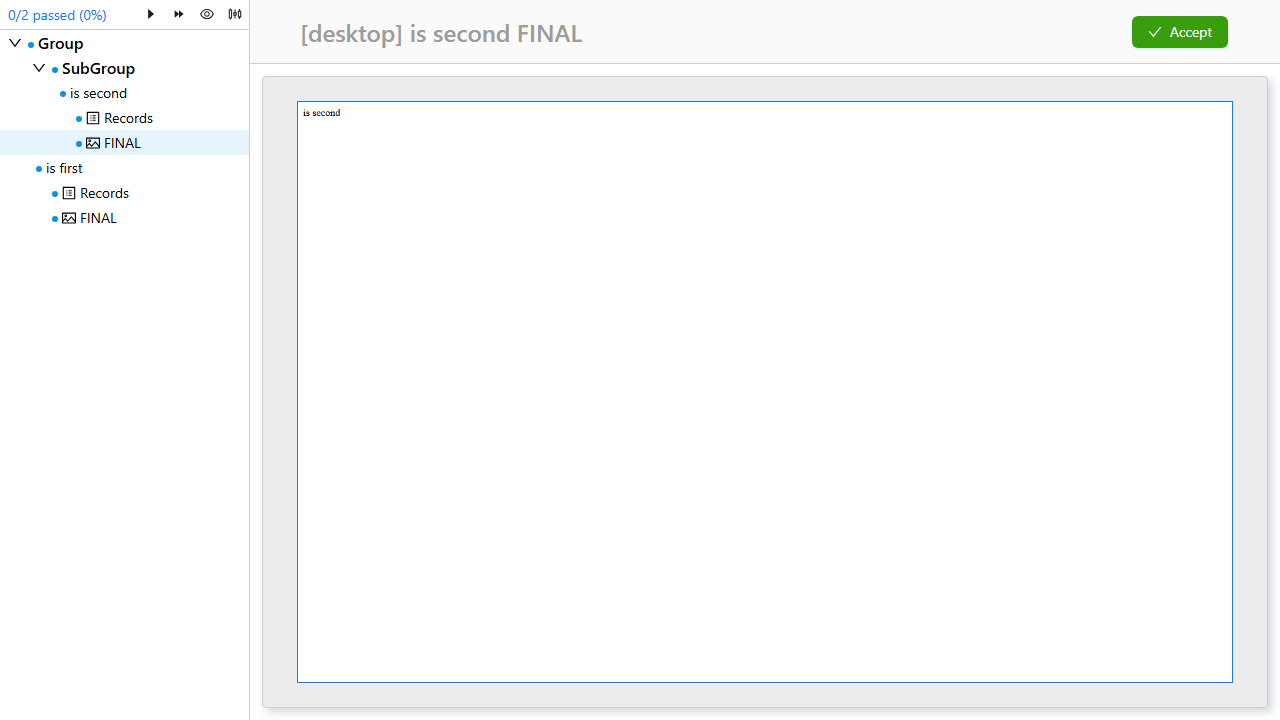 0/2 passed (0%)
Group
SubGroup
is second
Records
FINAL
is first
Records
FINAL
[desktop] is second FINAL
Accept
is second